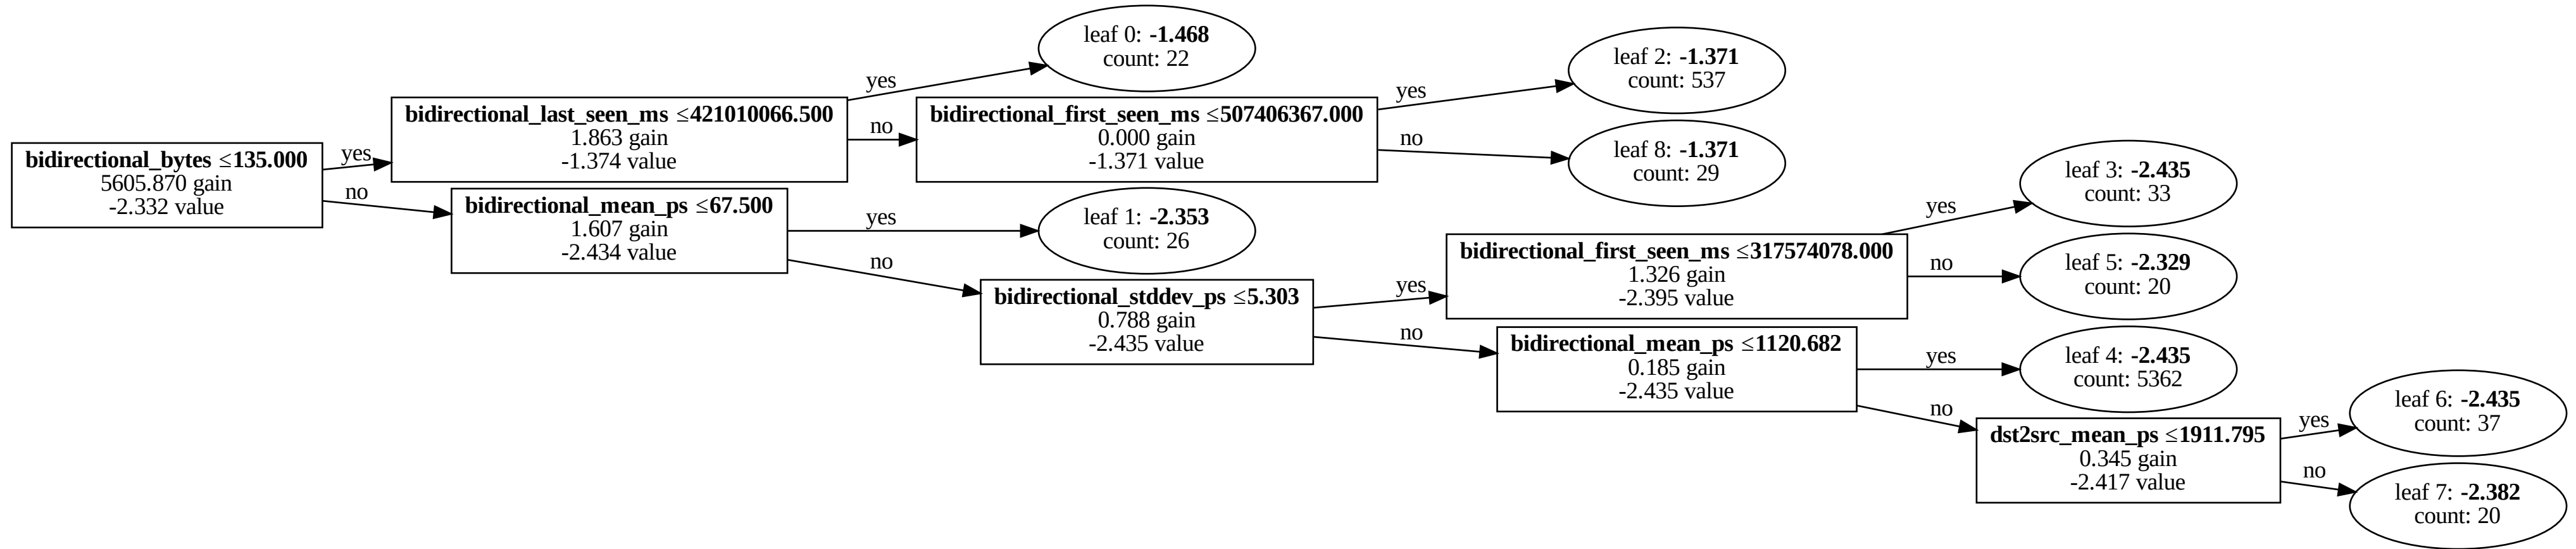 bidirectional_bytes ≤135.000
5605.870 gain
-2.332 value
yes
no
bidirectional_last_seen_ms ≤421010066.500
1.863 gain
-1.374 value
yes
no
leaf 0: -1.468
count: 22
bidirectional_first_seen_ms ≤507406367.000
0.000 gain
-1.371 value
yes
no
leaf 2: -1.371
count: 537
leaf 8: -1.371
count: 29
bidirectional_mean_ps ≤67.500
1.607 gain
-2.434 value
yes
no
leaf 1: -2.353
count: 26
bidirectional_stddev_ps ≤5.303
0.788 gain
-2.435 value
yes
no
bidirectional_first_seen_ms ≤317574078.000
1.326 gain
-2.395 value
yes
no
leaf 3: -2.435
count: 33
leaf 5: -2.329
count: 20
bidirectional_mean_ps ≤1120.682
0.185 gain
-2.435 value
yes
no
leaf 4: -2.435
count: 5362
dst2src_mean_ps ≤1911.795
0.345 gain
-2.417 value
yes
no
leaf 6: -2.435
count: 37
leaf 7: -2.382
count: 20